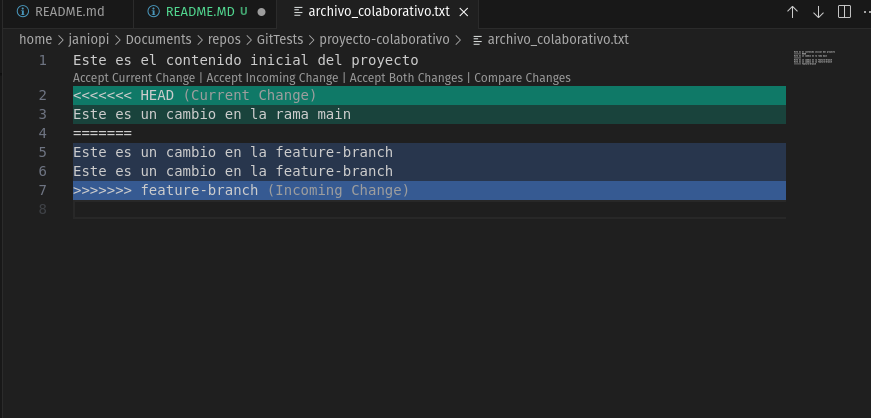 README.md README.MD U archivo_colaborativo.txt
home > janiopi > Documents > repos > GitTests > proyecto-colaborativo > archivo_colaborativo.txt
1 Este es el contenido inicial del proyecto
Accept Current Change | Accept Incoming Change | Accept Both Changes | Compare Changes
2 <<<<<<< HEAD (Current Change)
3 Este es un cambio en la rama main
4 =======
5 Este es un cambio en la feature-branch
6 Este es un cambio en la feature-branch
7 >>>>>>> feature-branch (Incoming Change)
8